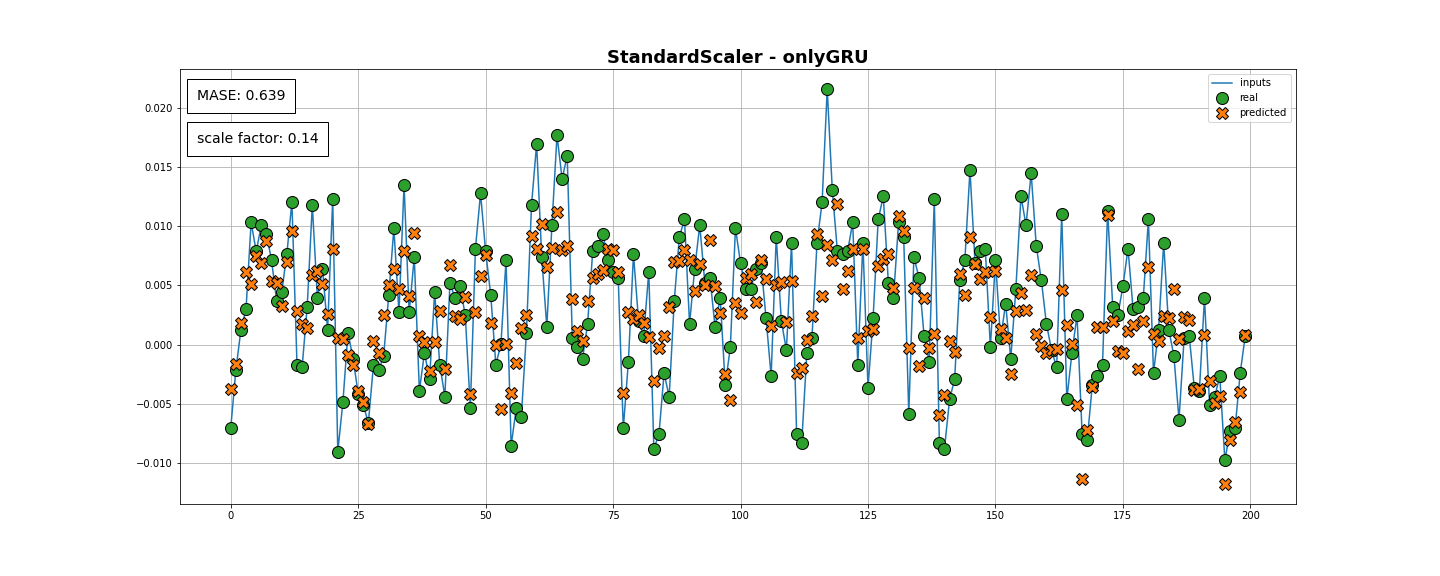 StandardScaler - onlyGRU
MASE: 0.639
scale factor: 0.14
inputs
real
predicted
0.020
0.015
0.010
0.005
0.000
−0.005
−0.010
0 25 50 75 100 125 150 175 200